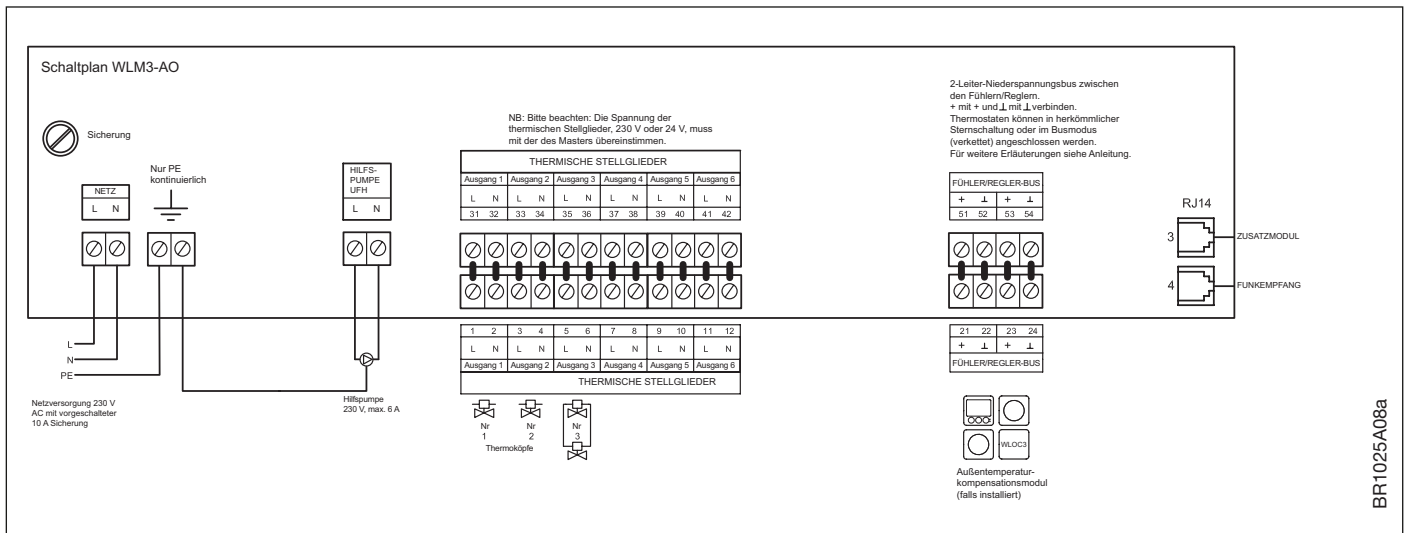 Schaltplan WLM3-AO
Sicherung
Nur PE
kontinuierlich
NETZ
L N
HILFS-
PUMPE
UFH
L N
NB: Bitte beachten: Die Spannung der
thermischen Stellglieder, 230 V oder 24 V, muss
mit der des Masters übereinstimmen.
THERMISCHE STELLGLIEDER
Ausgang 1 Ausgang 2 Ausgang 3 Ausgang 4 Ausgang 5 Ausgang 6
L N L N L N L N L N L N
31 32 33 34 35 36 37 38 39 40 41 42
2-Leiter-Niederspannungsbus zwischen
den Fühlern/Reglern.
+ mit + und ⊥ mit ⊥ verbinden.
Thermostaten können in herkömmlicher
Sternschaltung oder im Busmodus
(verkettet) angeschlossen werden.
Für weitere Erläuterungen siehe Anleitung.
FÜHLER/REGLER-BUS
+ ⊥ + ⊥
51 52 53 54
RJ14
3 ZUSATZMODUL
4 FUNKEMPFANG
L
N
PE
Netzversorgung 230 V
AC mit vorgeschalteter
10 A Sicherung
Hilfspumpe
230 V, max. 6 A
1 2 3 4 5 6 7 8 9 10 11 12
L N L N L N L N L N L N
Ausgang 1 Ausgang 2 Ausgang 3 Ausgang 4 Ausgang 5 Ausgang 6
THERMISCHE STELLGLIEDER
Nr Nr Nr
1 2 3
Thermoköpfe
21 22 23 24
+ ⊥ + ⊥
FÜHLER/REGLER-BUS
WLOC3
Außentemperatur-
kompensationsmodul
(falls installiert)
BR1025A08a